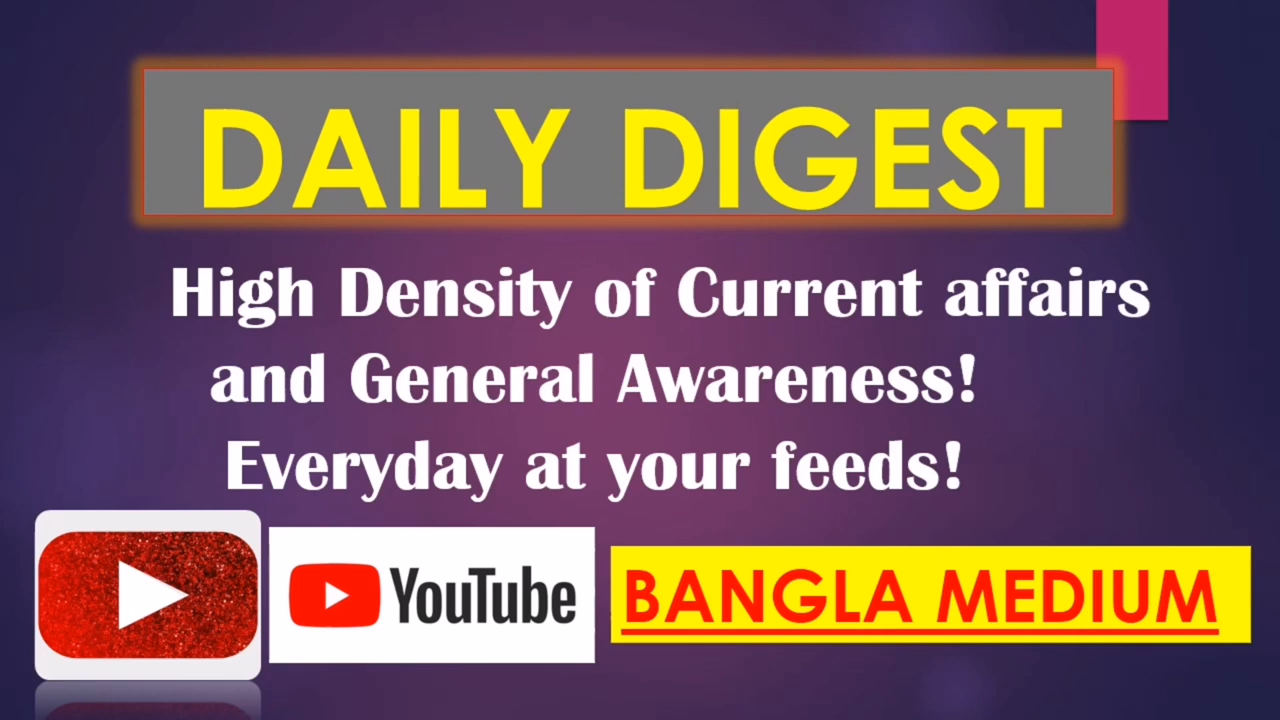 DAILY DIGEST
High Density of Current affairs
and General Awareness!
Everyday at your feeds!
YouTube
BANGLA MEDIUM